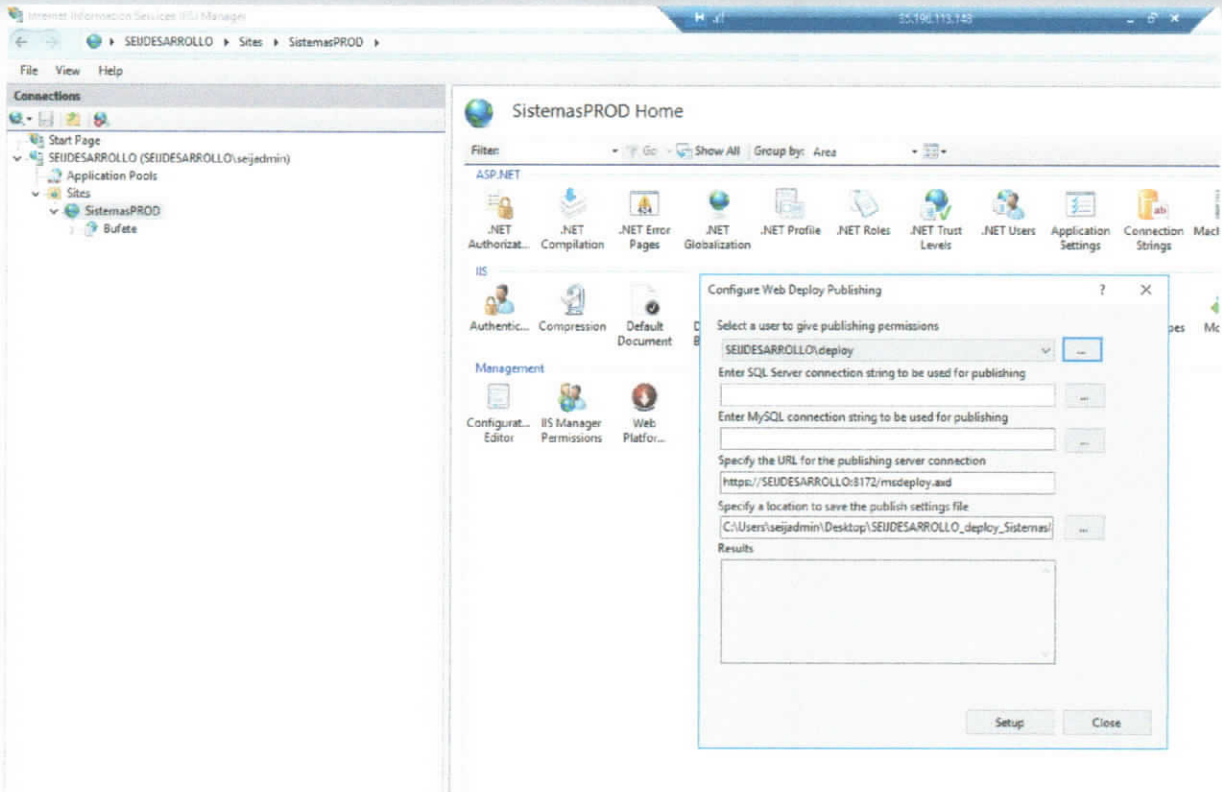 Internet Information Services (IIS) Manager
SEIJDESARROLLO Sites SistemasPROD
File View Help
Connections
Start Page
SEIJDESARROLLO (SEIJDESARROLLO\seijadmin)
Application Pools
Sites
SistemasPROD
Bufete
SistemasPROD Home
Filter: Go Show All Group by: Area
ASP.NET
.NET Authorizat...
.NET Compilation
.NET Error Pages
.NET Globalization
.NET Profile
.NET Roles
.NET Trust Levels
.NET Users
Application Settings
Connection Strings
IIS
Authentic...
Compression
Default Document
Management
Configurat... Editor
IIS Manager Permissions
Web Platfor...
Configure Web Deploy Publishing ?
Select a user to give publishing permissions
SEIJDESARROLLO\deploy ...
Enter SQL Server connection string to be used for publishing
...
Enter MySQL connection string to be used for publishing
...
Specify the URL for the publishing server connection
https://SEIJDESARROLLO:8172/msdeploy.axd
Specify a location to save the publish settings file
C:\Users\seijadmin\Desktop\SEIJDESARROLLO_deploy_Sistemas ...
Results
Setup Close